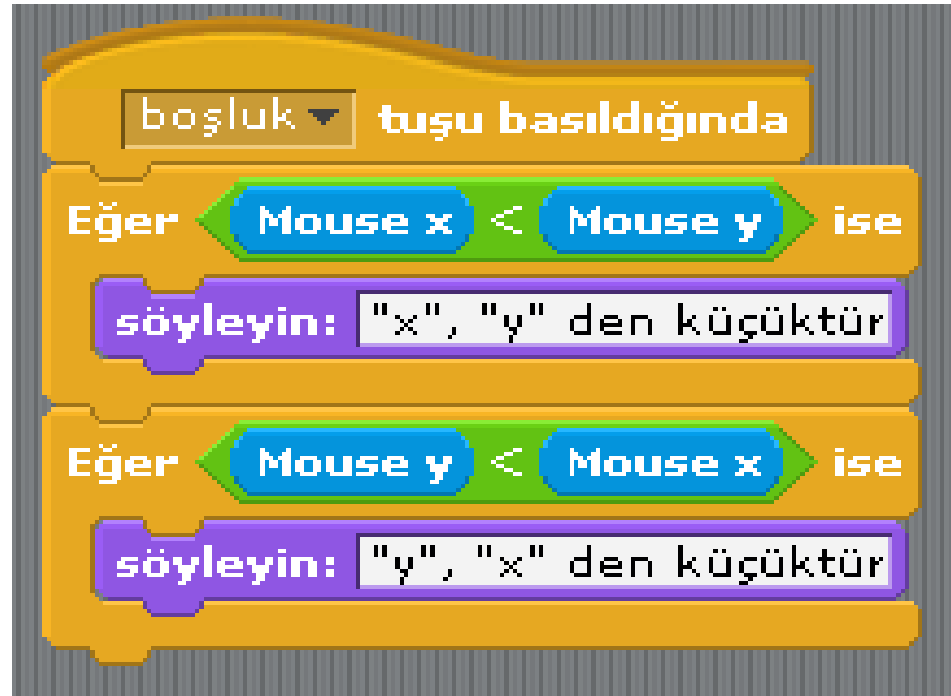 boşluk tuşu basıldığında
Eğer Mouse x < Mouse y ise
söyleyin: "x", "y" den küçüktür
Eğer Mouse y < Mouse x ise
söyleyin: "y", "x" den küçüktür